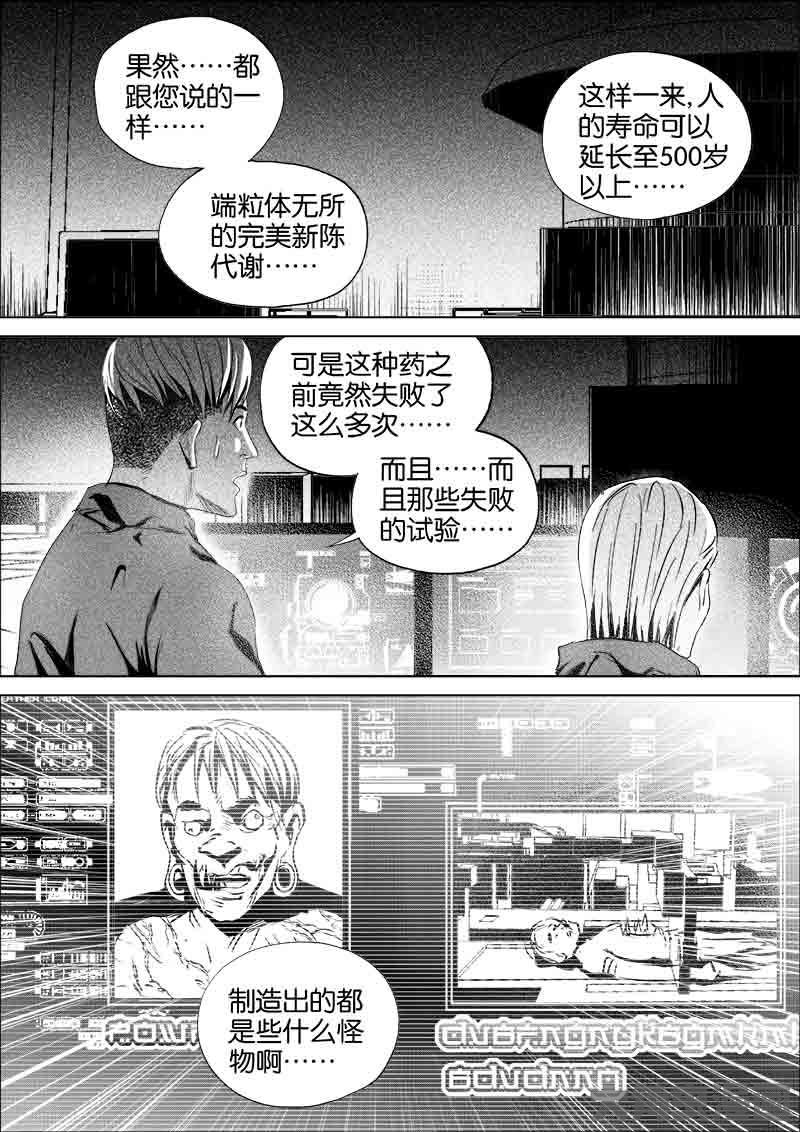 果然……都
跟您说的一
样……
端粒体无所
的完美新陈
代谢……
这样一来,人
的寿命可以
延长至500岁
以上……
可是这种药之
前竟然失败了
这么多次……
而且……而
且那些失败
的试验……
制造出的都
是些什么怪
物啊……